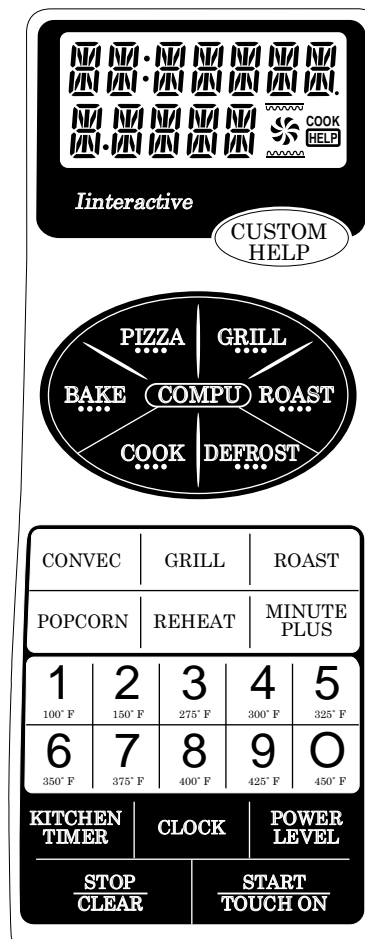 COOK
HELP
Iinteractive
CUSTOM
HELP
PIZZA GRILL
BAKE COMPU ROAST
COOK DEFROST
CONVEC GRILL ROAST
POPCORN REHEAT MINUTE
PLUS
1 2 3 4 5
100° F 150° F 275° F 300° F 325° F
6 7 8 9 O
350° F 375° F 400° F 425° F 450° F
KITCHEN
TIMER CLOCK POWER
LEVEL
STOP
CLEAR
START
TOUCH ON